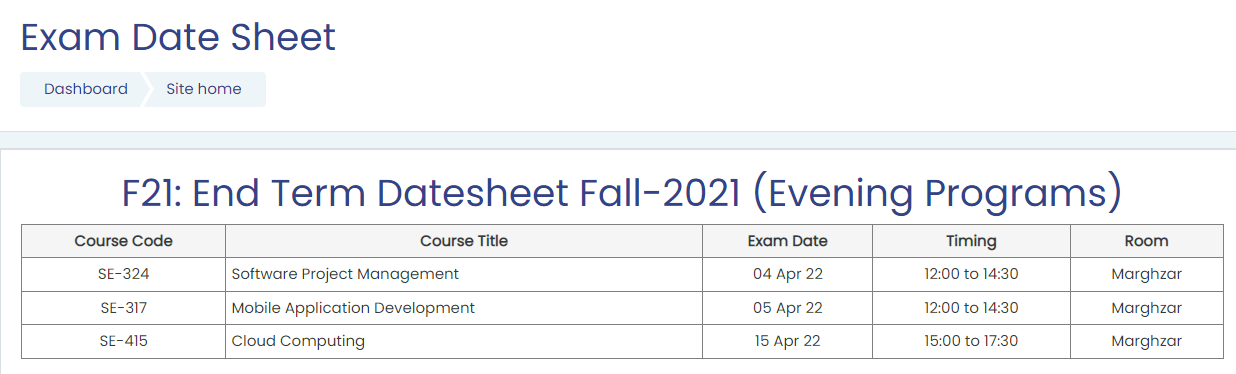 Exam Date Sheet
Dashboard Site home
F21: End Term Datesheet Fall-2021 (Evening Programs)
Course Code Course Title Exam Date Timing Room
SE-324 Software Project Management 04 Apr 22 12:00 to 14:30 Marghzar
SE-317 Mobile Application Development 05 Apr 22 12:00 to 14:30 Marghzar
SE-415 Cloud Computing 15 Apr 22 15:00 to 17:30 Marghzar